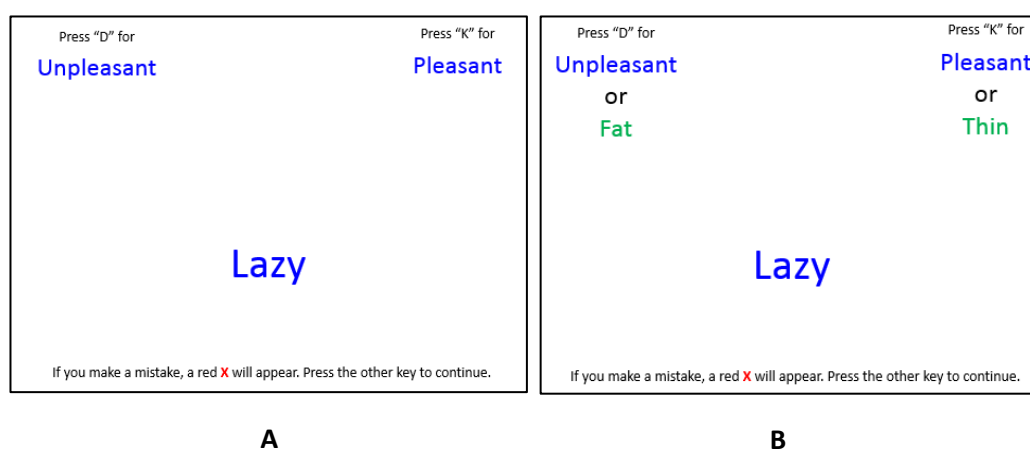 Press “D” for
Unpleasant
Press “K” for
Pleasant
Lazy
If you make a mistake, a red X will appear. Press the other key to continue.
A
Press “D” for
Unpleasant
or
Fat
Press “K” for
Pleasant
or
Thin
Lazy
If you make a mistake, a red X will appear. Press the other key to continue.
B